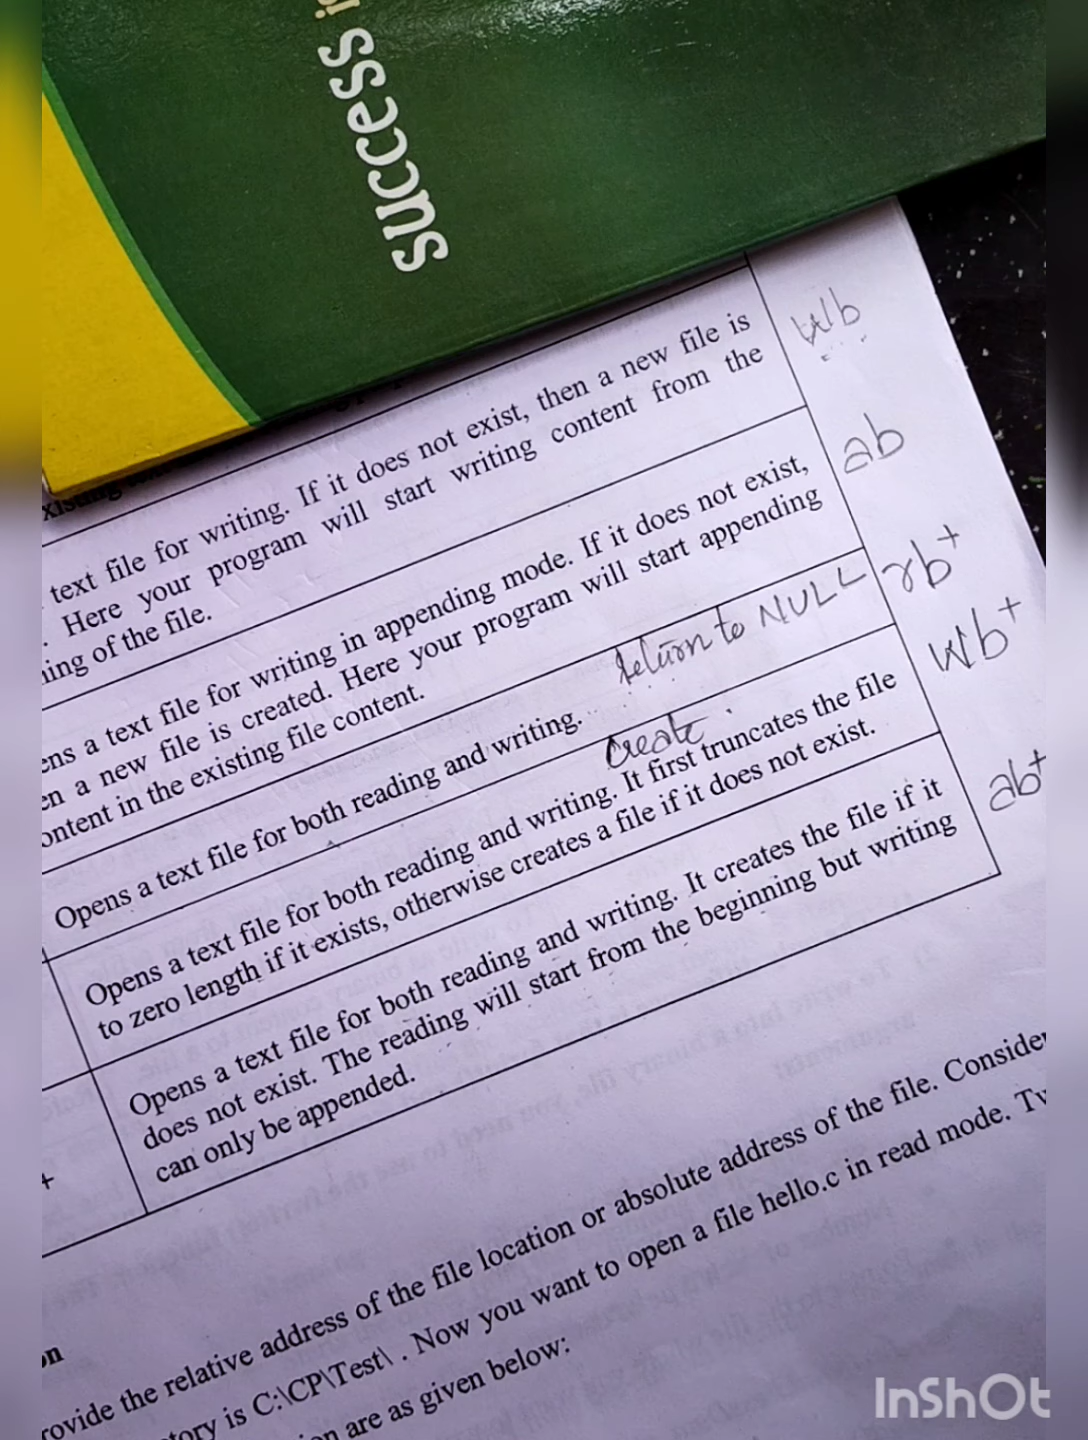 success
text file for writing. If it does not exist, then a new file is
. Here your program will start writing content from the
of the file.
wb
a text file for writing in appending mode. If it does not exist,
a new file is created. Here your program will start appending
in the existing file content.
ab
Opens a text file for both reading and writing. return to NULL
rb+
create
Opens a text file for both reading and writing. It first truncates the file
to zero length if it exists, otherwise creates a file if it does not exist.
wb+
Opens a text file for both reading and writing. It creates the file if it
does not exist. The reading will start from the beginning but writing
can only be appended.
ab+
+
the relative address of the file location or absolute address of the file.
is C:\CP\Test\ . Now you want to open a file hello.c in read mode.
are as given below:
InShOt